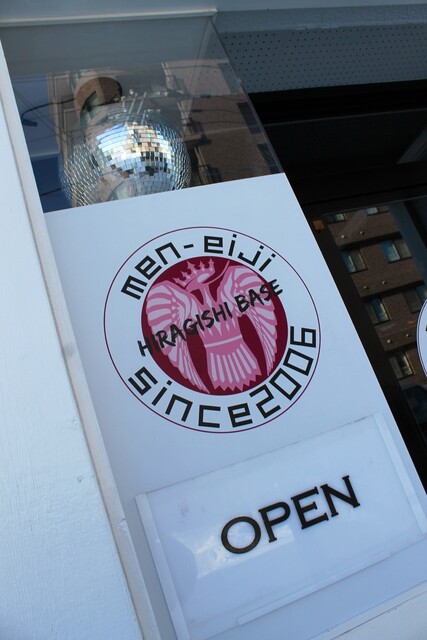 men-eiji
HIRAGISHI BASE
since2006
OPEN